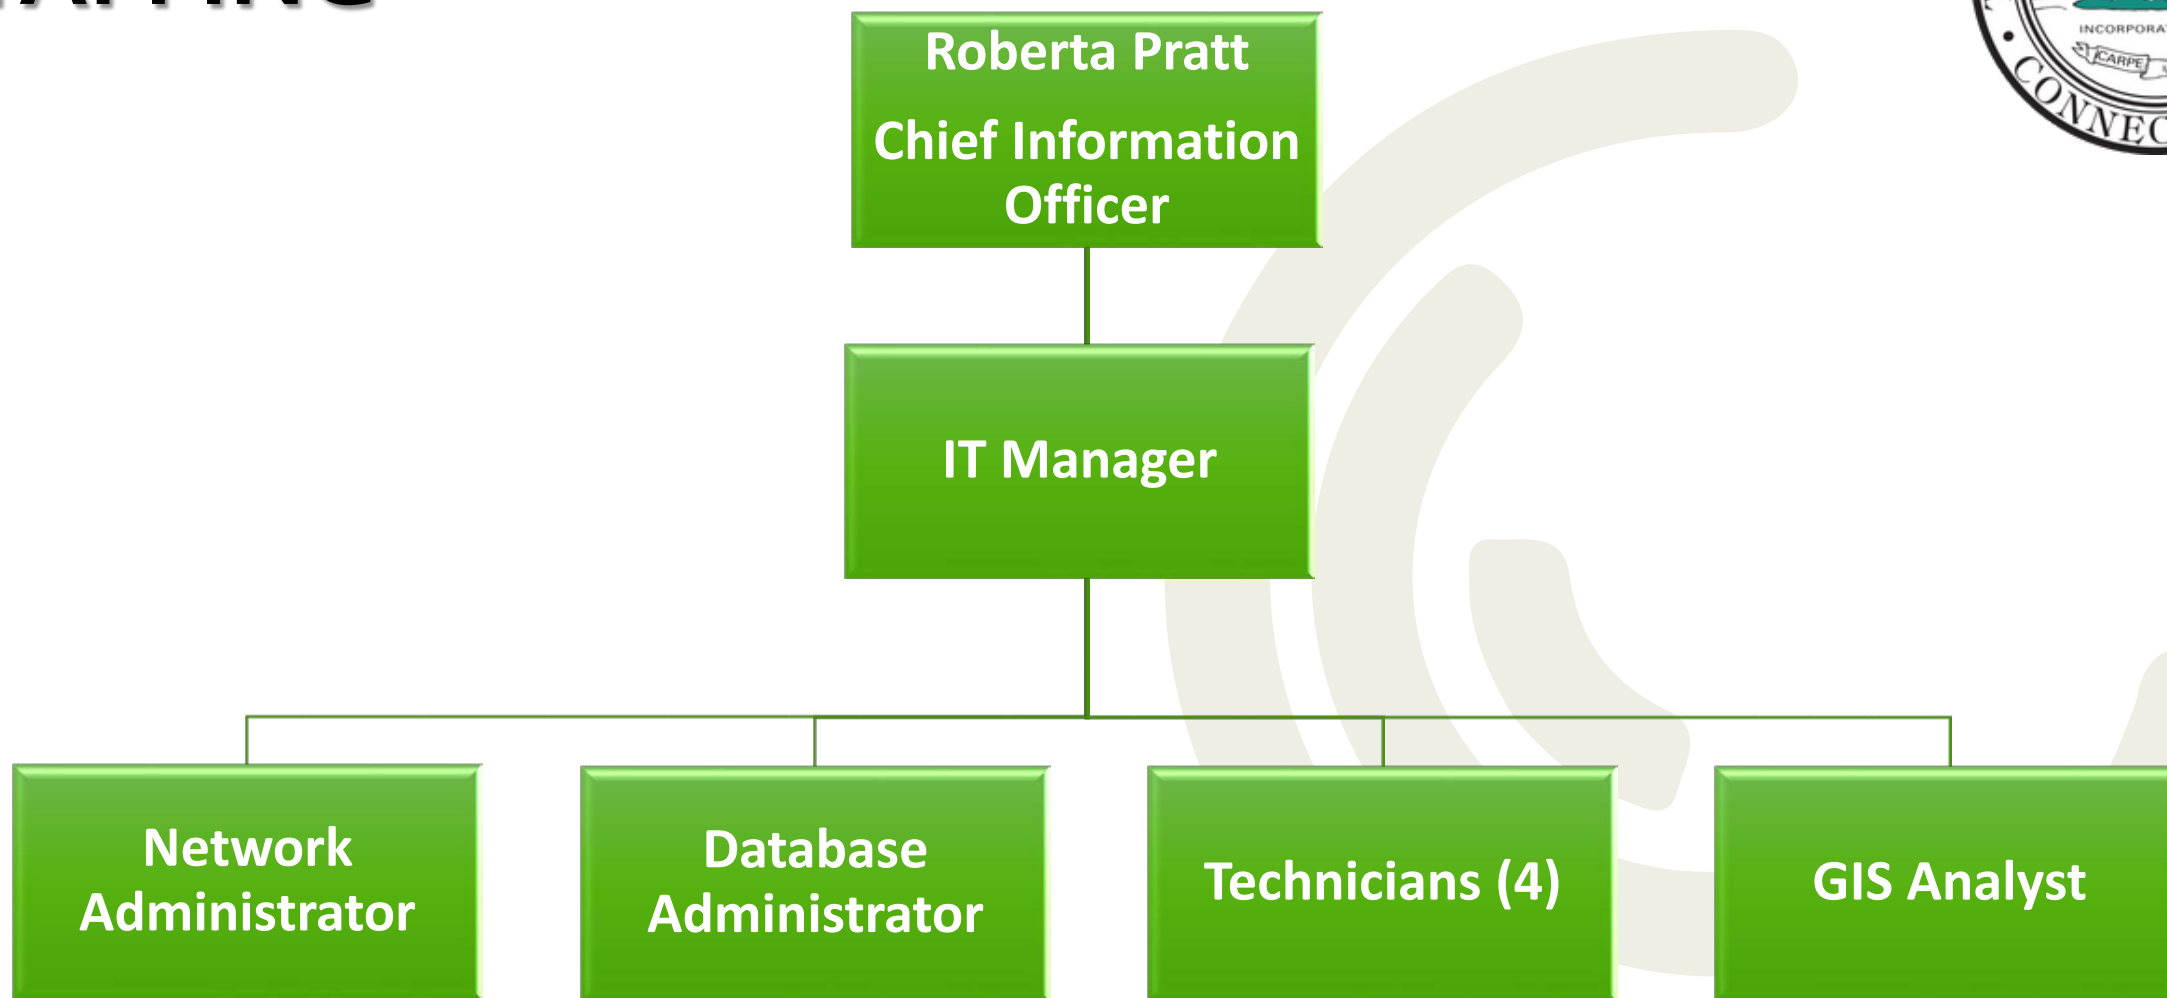 Roberta Pratt
Chief Information
Officer
INCORPORA
CARPE
CONNEC
IT Manager
Network
Administrator
Database
Administrator
Technicians (4)
GIS Analyst